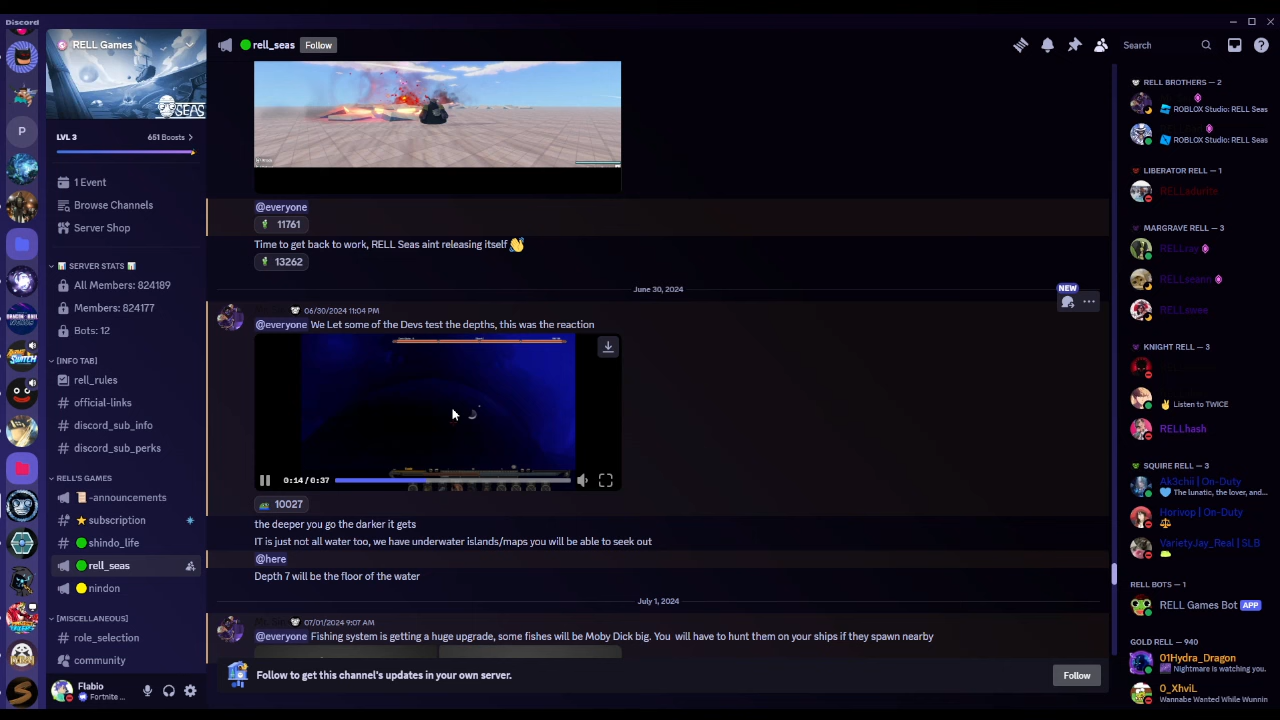 Discord
RELL Games
SEAS
LVL 3
651 Boosts
1 Event
Browse Channels
Server Shop
SERVER STATS
All Members: 824189
Members: 824177
Bots: 12
[INFO TAB]
rell_rules
official-links
discord_sub_info
discord_sub_perks
RELL'S GAMES
-announcements
subscription
shindo_life
rell_seas
nindon
[MISCELLANEOUS]
role_selection
community
Flabio
Fortnite ...
rell_seas
Follow
Search
@everyone
11761
Time to get back to work, RELL Seas aint releasing itself
13262
June 30, 2024
NEW
06/30/2024 11:04 PM
@everyone We Let some of the Devs test the depths, this was the reaction
0:14 / 0:37
10027
the deeper you go the darker it gets
IT is just not all water too, we have underwater islands/maps you will be able to seek out
@here
Depth 7 will be the floor of the water
July 1, 2024
07/01/2024 9:07 AM
@everyone Fishing system is getting a huge upgrade, some fishes will be Moby Dick big. You will have to hunt them on your ships if they spawn nearby
Follow to get this channel's updates in your own server.
Follow
RELL BROTHERS — 2
ROBLOX Studio: RELL Seas
ROBLOX Studio: RELL Seas
LIBERATOR RELL — 1
RELLadurite
MARGRAVE RELL — 3
RELLseann
KNIGHT RELL — 3
Listen to TWICE
RELLhash
SQUIRE RELL — 3
Ak3chii | On-Duty
The lunatic, the lover, and...
Horivop | On-Duty
VarietyJay_Real | SLB
RELL BOTS — 1
RELL Games Bot APP
GOLD RELL — 940
01Hydra_Dragon
Nightmare is watching you.
0_XhviL
Wannabe Wanted While Wunnin
P